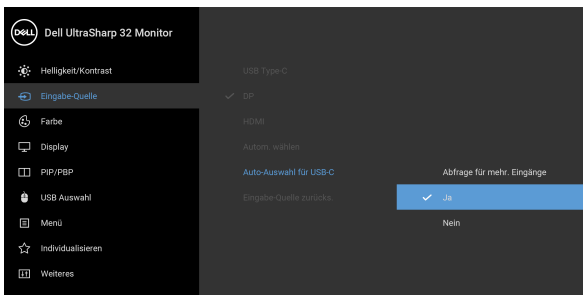 DELL Dell UltraSharp 32 Monitor
Helligkeit/Kontrast
USB Type-C
Eingabe-Quelle
DP
Farbe
HDMI
Display
Autom. wählen
PIP/PBP
Auto-Auswahl für USB-C
Abfrage für mehr. Eingänge
USB Auswahl
Eingabe-Quelle zurücks.
Ja
Menü
Nein
Individualisieren
Weiteres